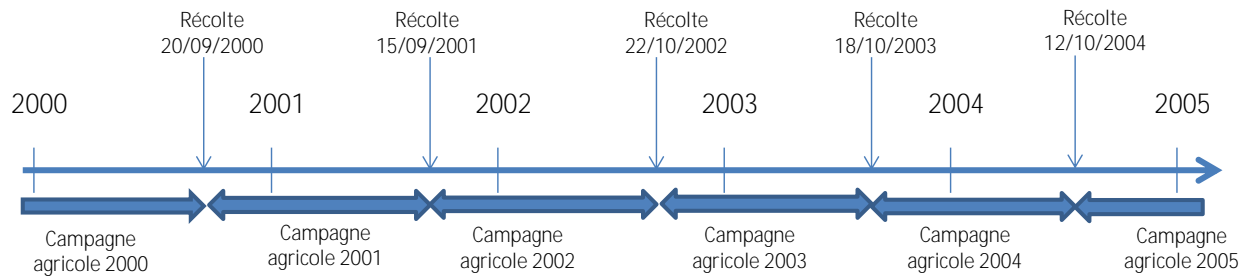 Récolte
20/09/2000
Récolte
15/09/2001
Récolte
22/10/2002
Récolte
18/10/2003
Récolte
12/10/2004
2000
2001
2002
2003
2004
2005
Campagne
agricole 2000
Campagne
agricole 2001
Campagne
agricole 2002
Campagne
agricole 2003
Campagne
agricole 2004
Campagne
agricole 2005